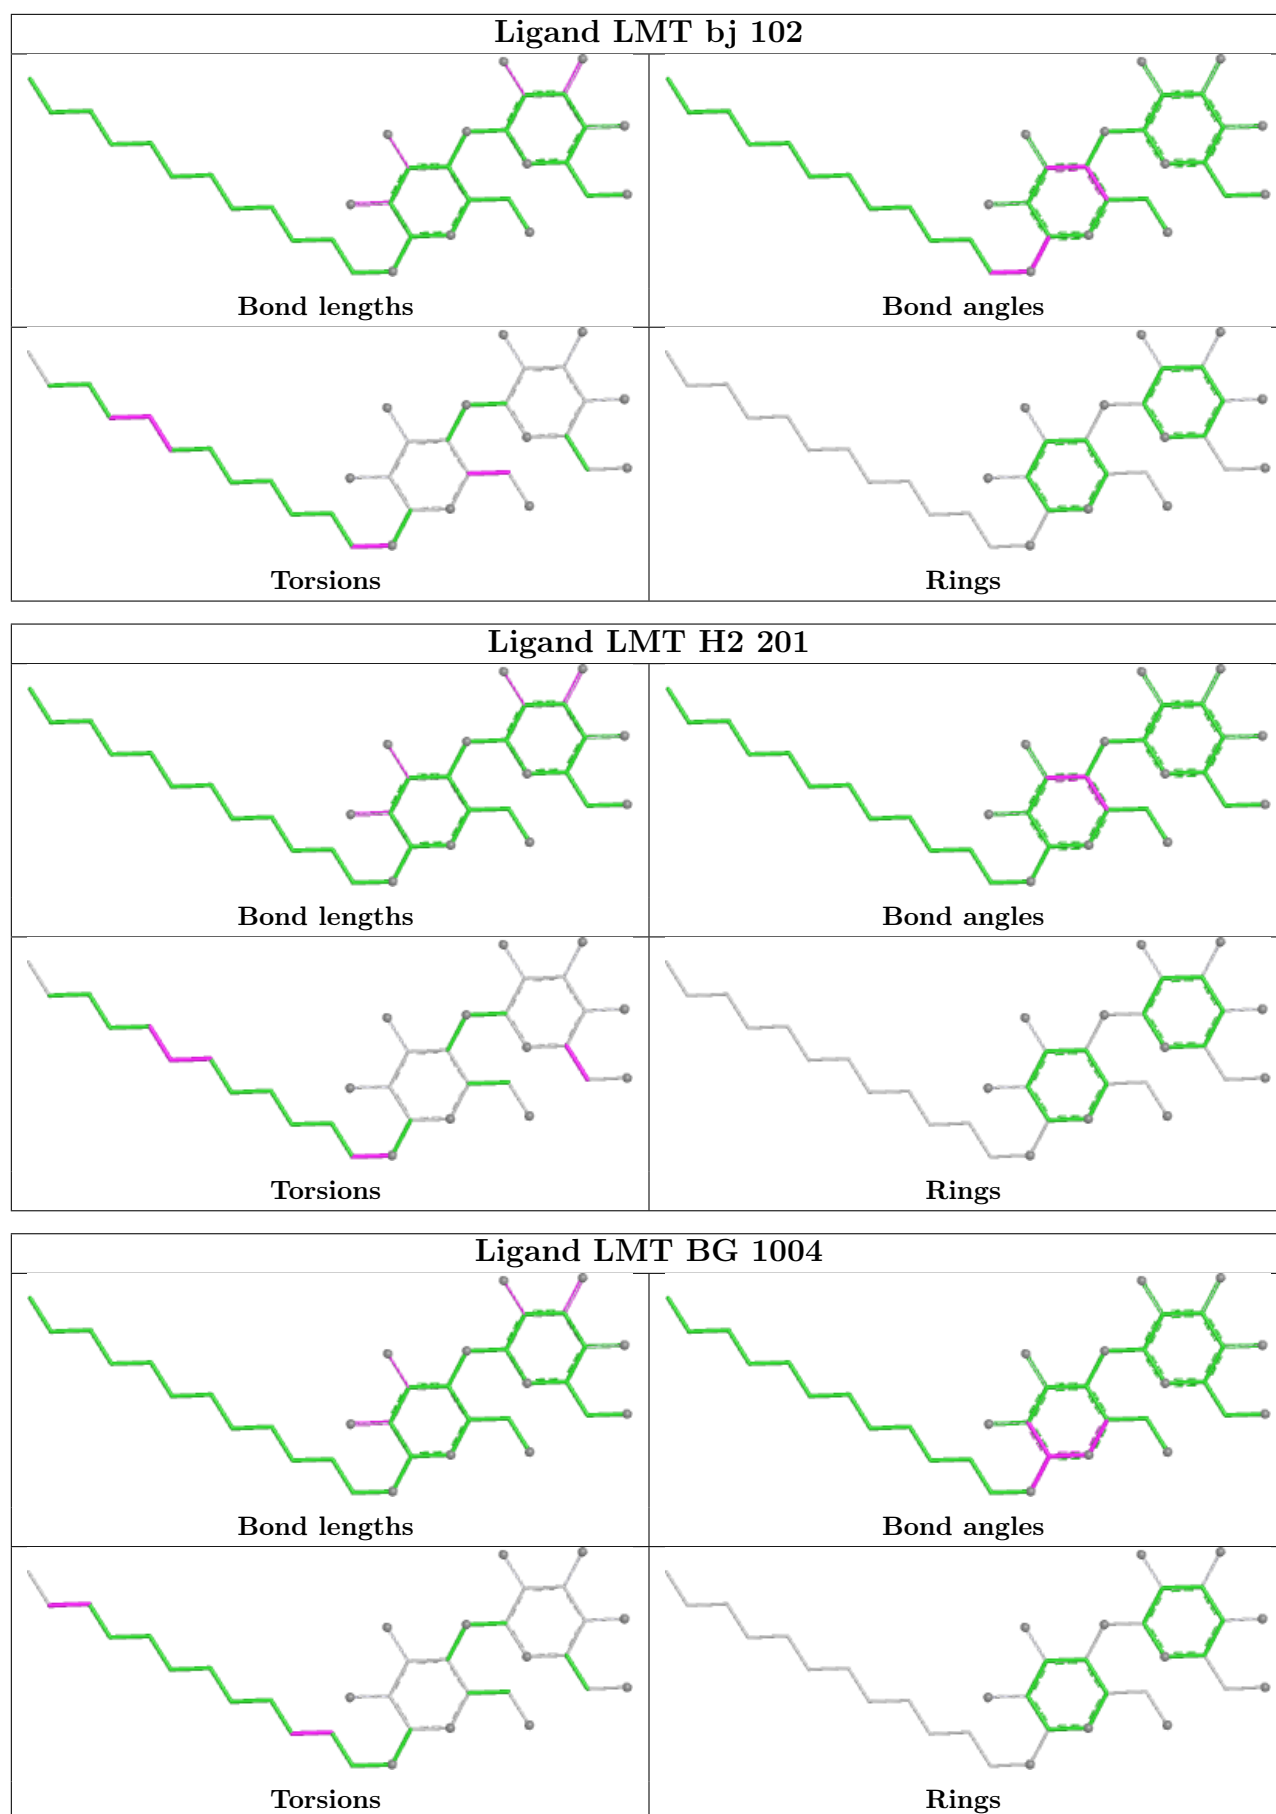 Ligand LMT bj 102
Bond lengths
Bond angles
Torsions
Rings
Ligand LMT H2 201
Bond lengths
Bond angles
Torsions
Rings
Ligand LMT BG 1004
Bond lengths
Bond angles
Torsions
Rings